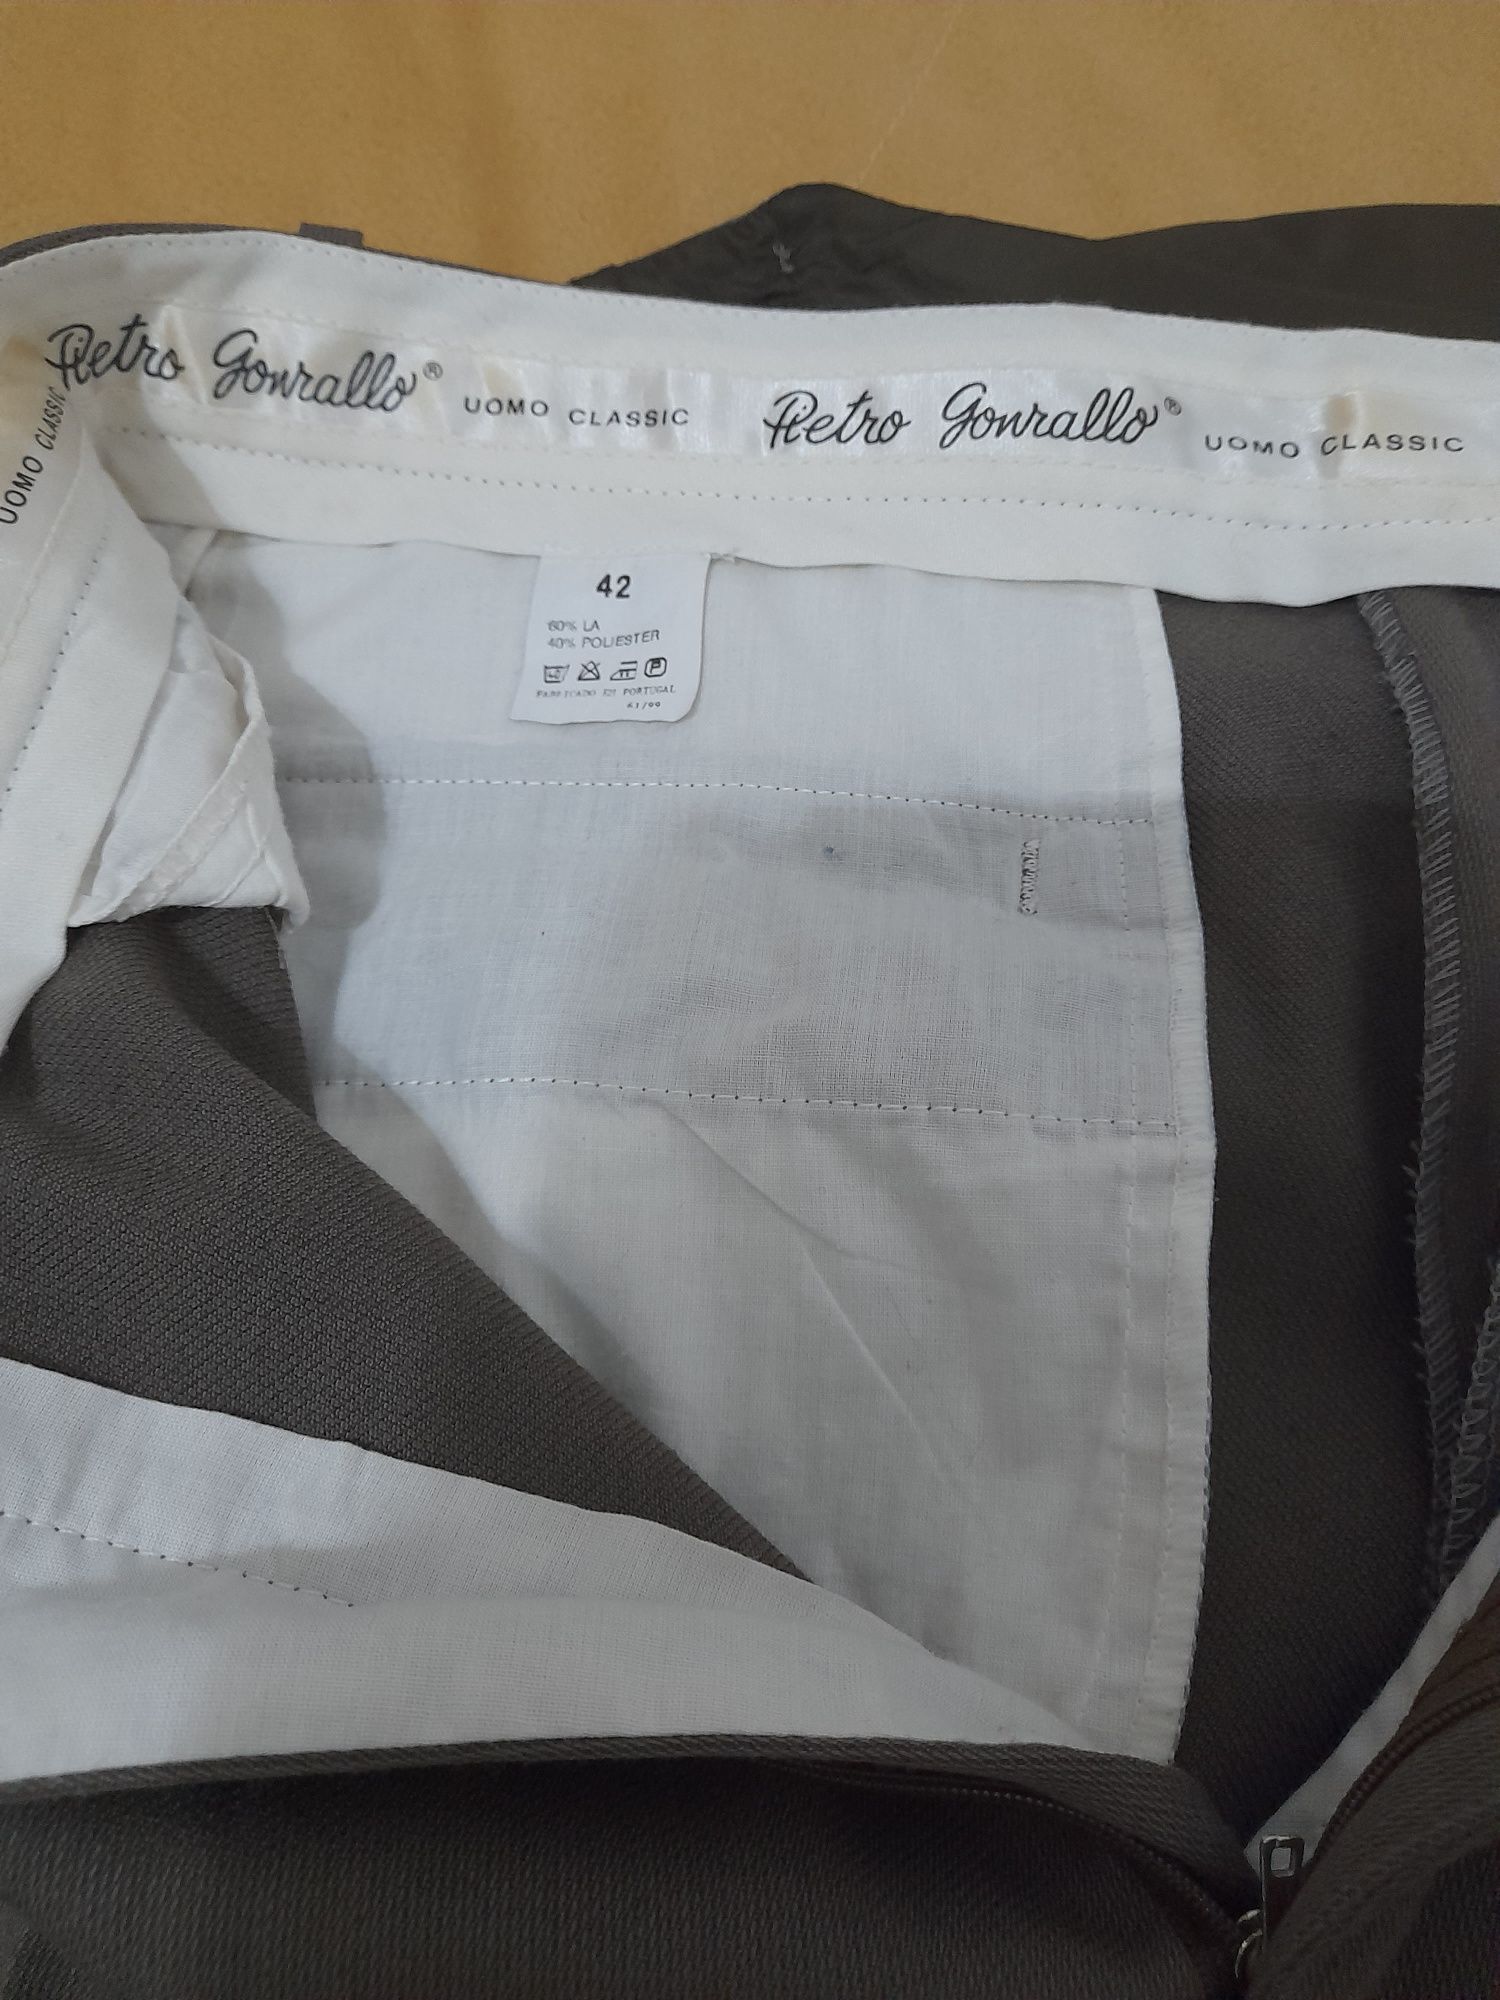 Pietro Gonrallo® UOMO CLASSIC Pietro Gonrallo® UOMO CLASSIC
UOMO CLASSIC
42
60% LA
40% POLIESTER
P
FABRICADO EM PORTUGAL